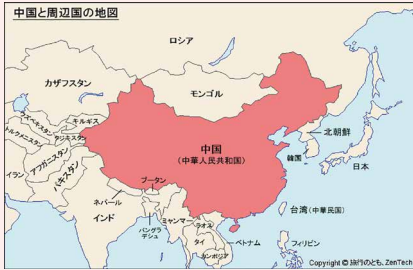 中国と周辺国の地図
ロシア
カザフスタン
モンゴル
ウズベキスタン
キルギス
トルクメニスタン
タジキスタン
中国
(中華人民共和国)
北朝鮮
韓国
日本
アフガニスタン
イラン
パキスタン
ブータン
ネパール
インド
バングラ
デシュ
ミャンマー
ラオス
台湾(中華民国)
タイ
ベトナム
カンボジア
フィリピン
Copyright © 旅行のとも、ZenTech